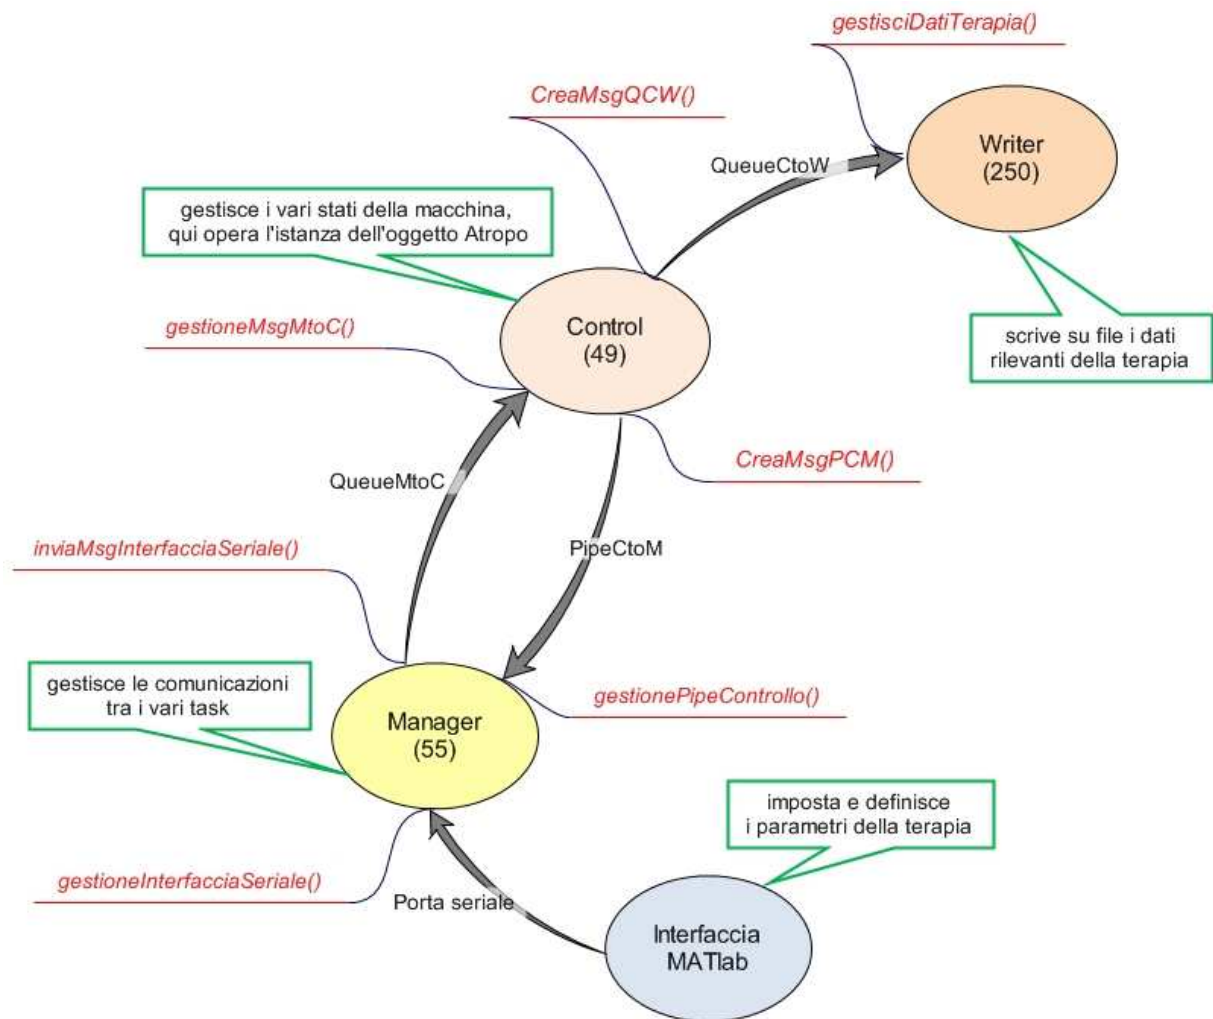 gestisciDatiTerapia()
CreaMsgQCW()
Writer
(250)
QueueCtoW
gestisce i vari stati della macchina,
qui opera l'istanza dell'oggetto Atropo
gestioneMsgMtoC()
Control
(49)
scrive su file i dati
rilevanti della terapia
CreaMsgPCM()
QueueMtoC
PipeCtoM
inviaMsgInterfacciaSeriale()
gestisce le comunicazioni
tra i vari task
gestionePipeControllo()
Manager
(55)
imposta e definisce
i parametri della terapia
gestioneInterfacciaSeriale()
Porta seriale
Interfaccia
MATlab